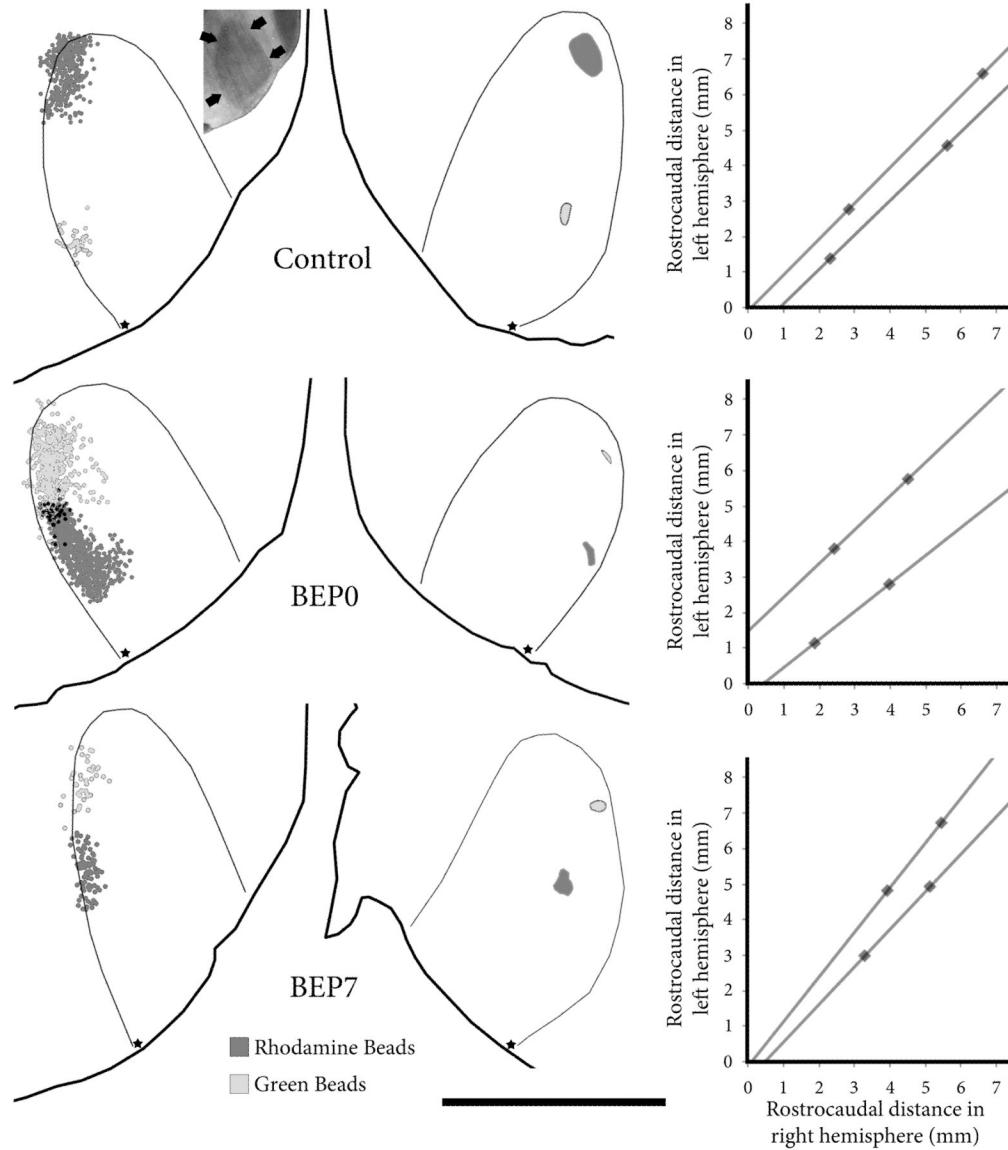 Control
Rostrocaudal distance in
left hemisphere (mm)
8
7
6
5
4
3
2
1
0
0 1 2 3 4 5 6 7
BEP0
Rostrocaudal distance in
left hemisphere (mm)
8
7
6
5
4
3
2
1
0
0 1 2 3 4 5 6 7
BEP7
Rhodamine Beads
Green Beads
Rostrocaudal distance in
left hemisphere (mm)
8
7
6
5
4
3
2
1
0
0 1 2 3 4 5 6 7
Rostrocaudal distance in
right hemisphere (mm)